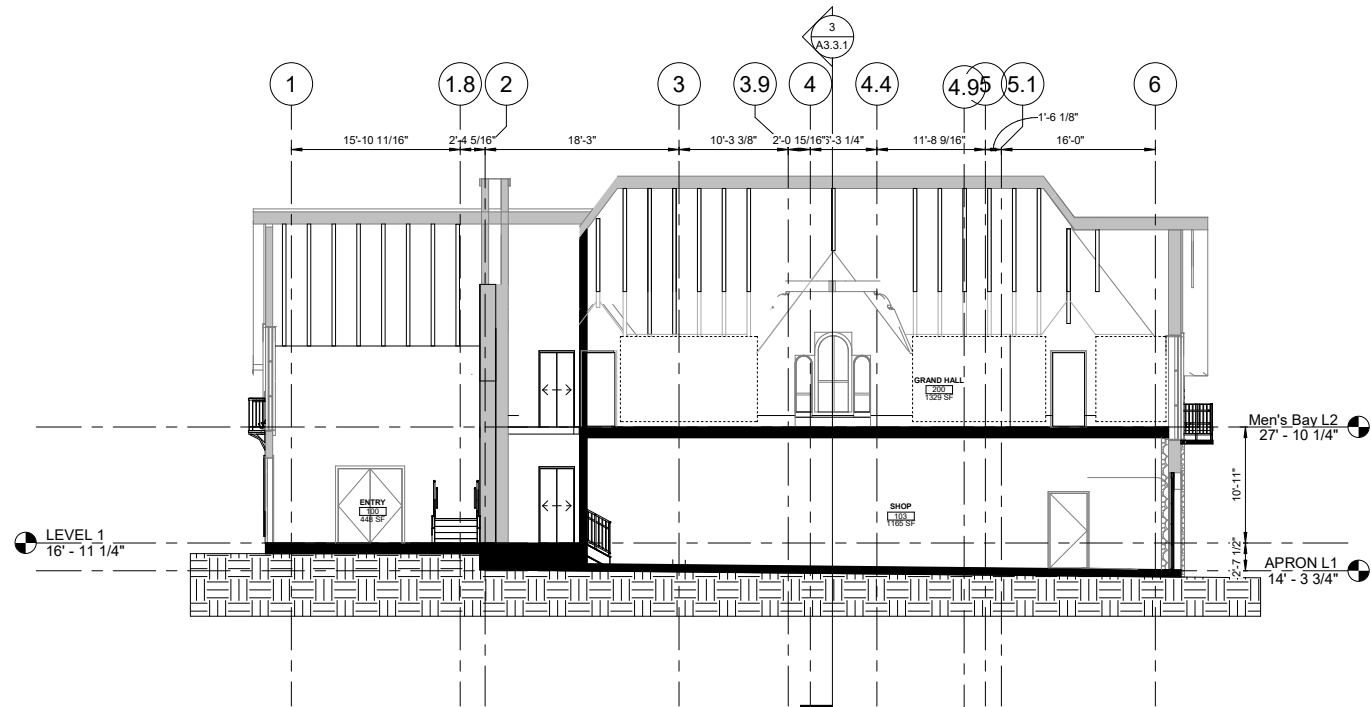 3
A3.3.1
1
1.8
2
3
3.9
4
4.4
4.9
5
5.1
6
1'-6 1/8"
15'-10 11/16"
2'-4 5/16"
18'-3"
10'-3 3/8"
2'-0 15/16"
11'-8 9/16"
16'-0"
GRAND HALL
200
1329 SF
Men's Bay L2
27' - 10 1/4"
10'-11"
ENTRY
100
448 SF
SHOP
103
1165 SF
LEVEL 1
16' - 11 1/4"
2'-7 1/2"
APRON L1
14' - 3 3/4"